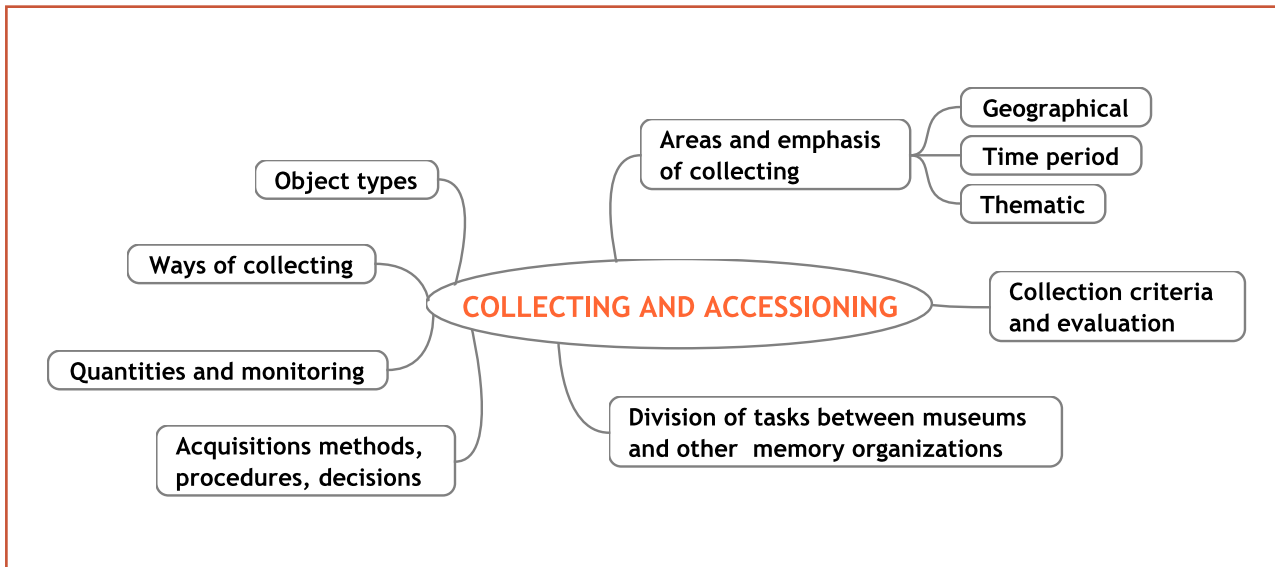 Geographical
Areas and emphasis
of collecting
Time period
Thematic
Object types
Ways of collecting
COLLECTING AND ACCESSIONING
Collection criteria
and evaluation
Quantities and monitoring
Division of tasks between museums
and other  memory organizations
Acquisitions methods,
procedures, decisions